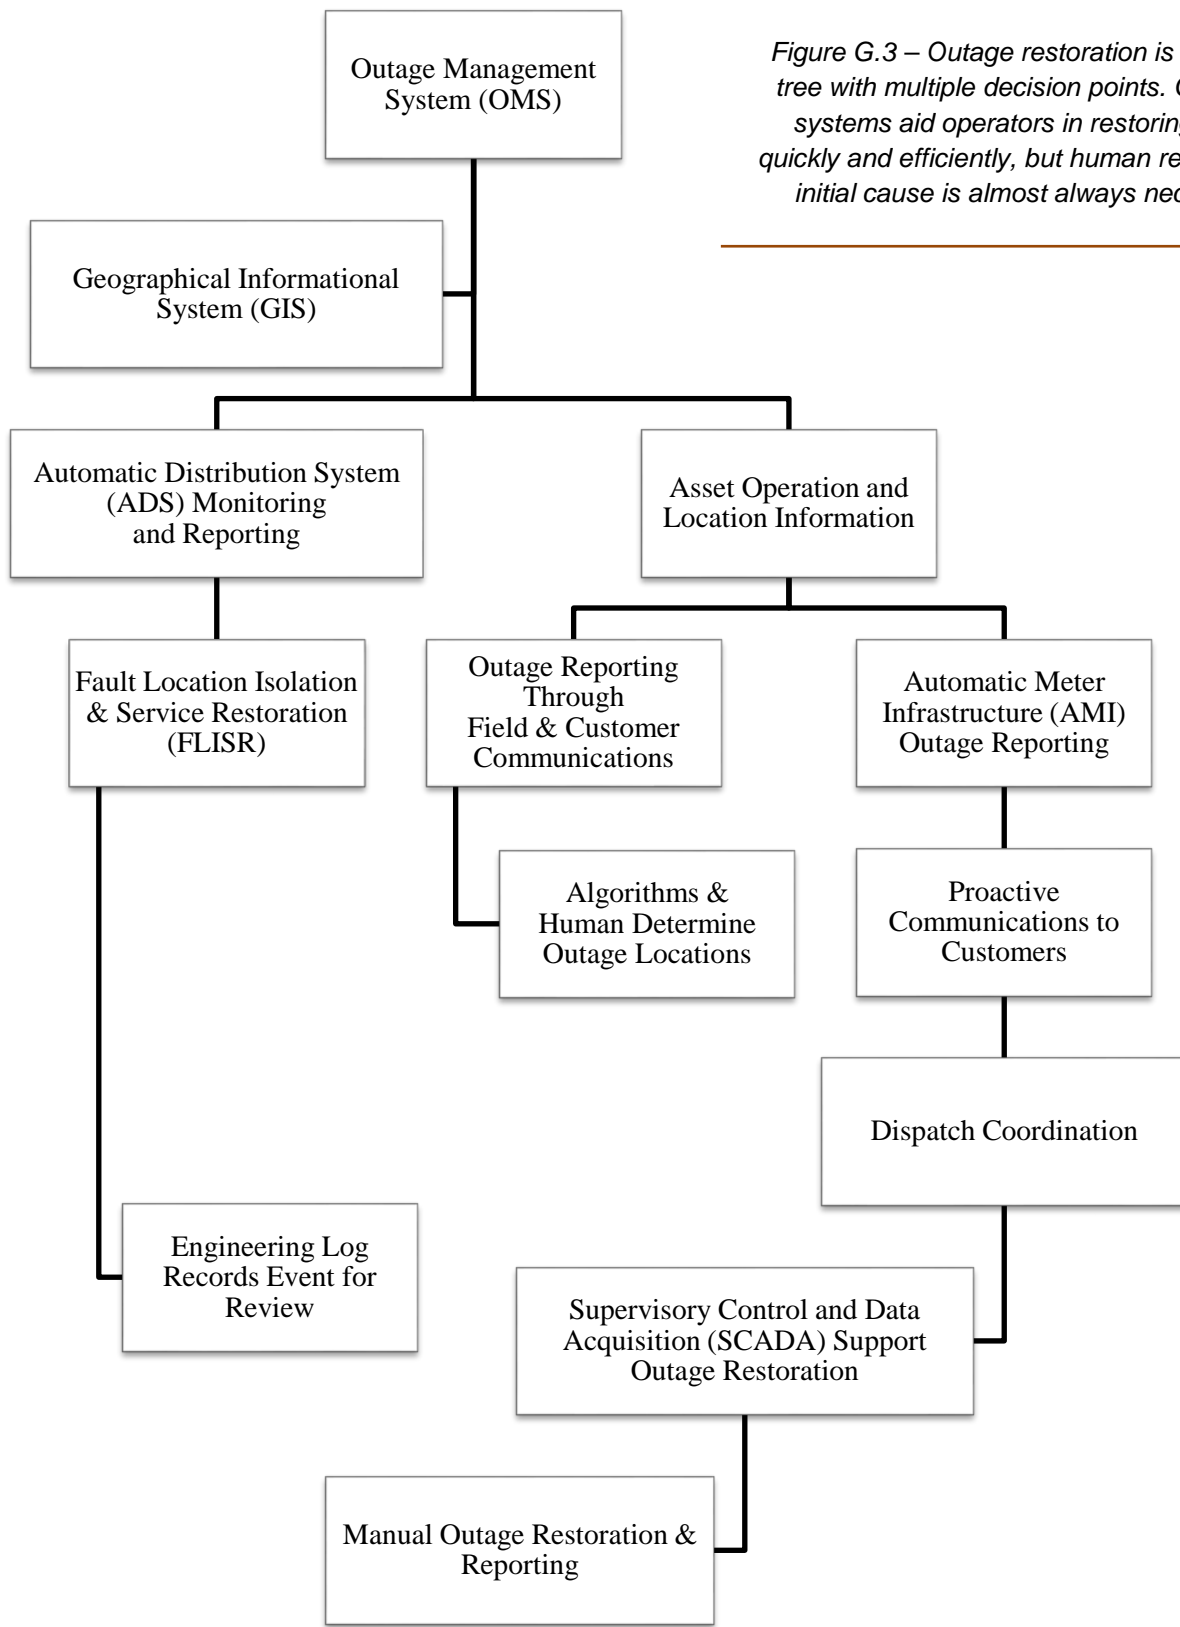 Outage Management
System (OMS)
Figure G.3 – Outage restoration is
tree with multiple decision points.
systems aid operators in restoring
quickly and efficiently, but human
initial cause is almost always
Geographical Informational
System (GIS)
Automatic Distribution System
(ADS) Monitoring
and Reporting
Asset Operation and
Location Information
Fault Location Isolation
& Service Restoration
(FLISR)
Outage Reporting
Through
Field & Customer
Communications
Automatic Meter
Infrastructure (AMI)
Outage Reporting
Algorithms &
Human Determine
Outage Locations
Proactive
Communications to
Customers
Dispatch Coordination
Engineering Log
Records Event for
Review
Supervisory Control and Data
Acquisition (SCADA) Support
Outage Restoration
Manual Outage Restoration &
Reporting